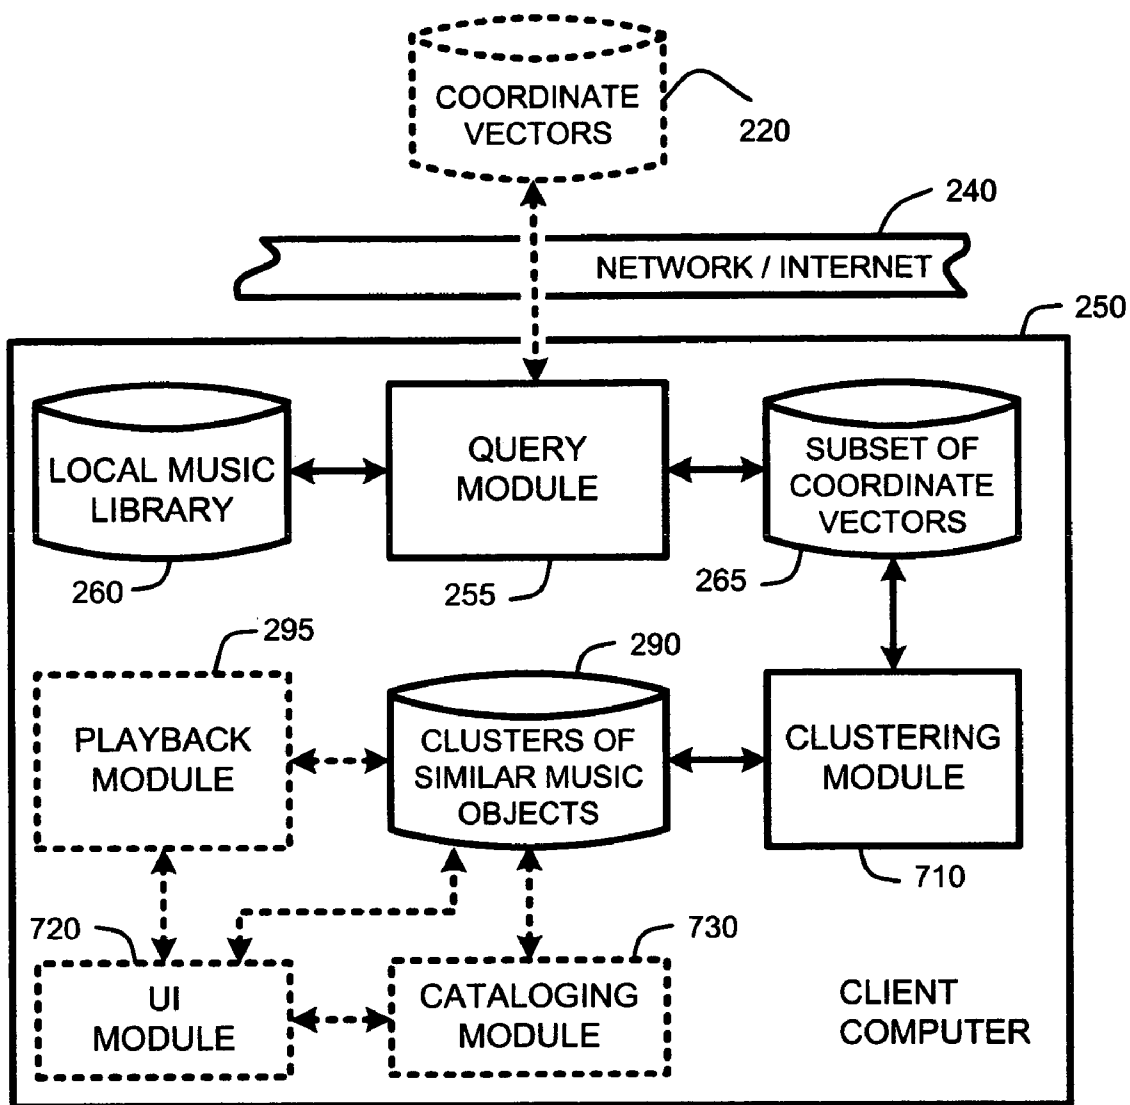 COORDINATE
VECTORS
220
240
NETWORK / INTERNET
250
LOCAL MUSIC
LIBRARY
260
QUERY
MODULE
255
SUBSET OF
COORDINATE
VECTORS
265
295
PLAYBACK
MODULE
290
CLUSTERS OF
SIMILAR MUSIC
OBJECTS
CLUSTERING
MODULE
710
720
UI
MODULE
730
CATALOGING
MODULE
CLIENT
COMPUTER